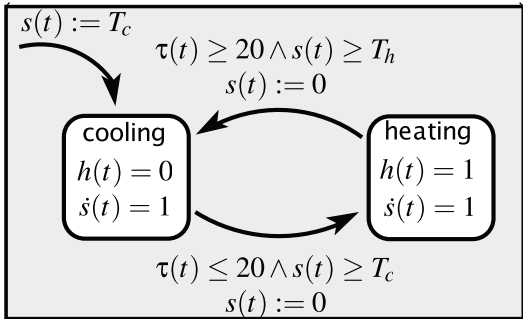 s(t) := T_c
τ(t) ≥ 20 ∧ s(t) ≥ T_h
s(t) := 0
cooling
h(t) = 0
ṡ(t) = 1
heating
h(t) = 1
ṡ(t) = 1
τ(t) ≤ 20 ∧ s(t) ≥ T_c
s(t) := 0